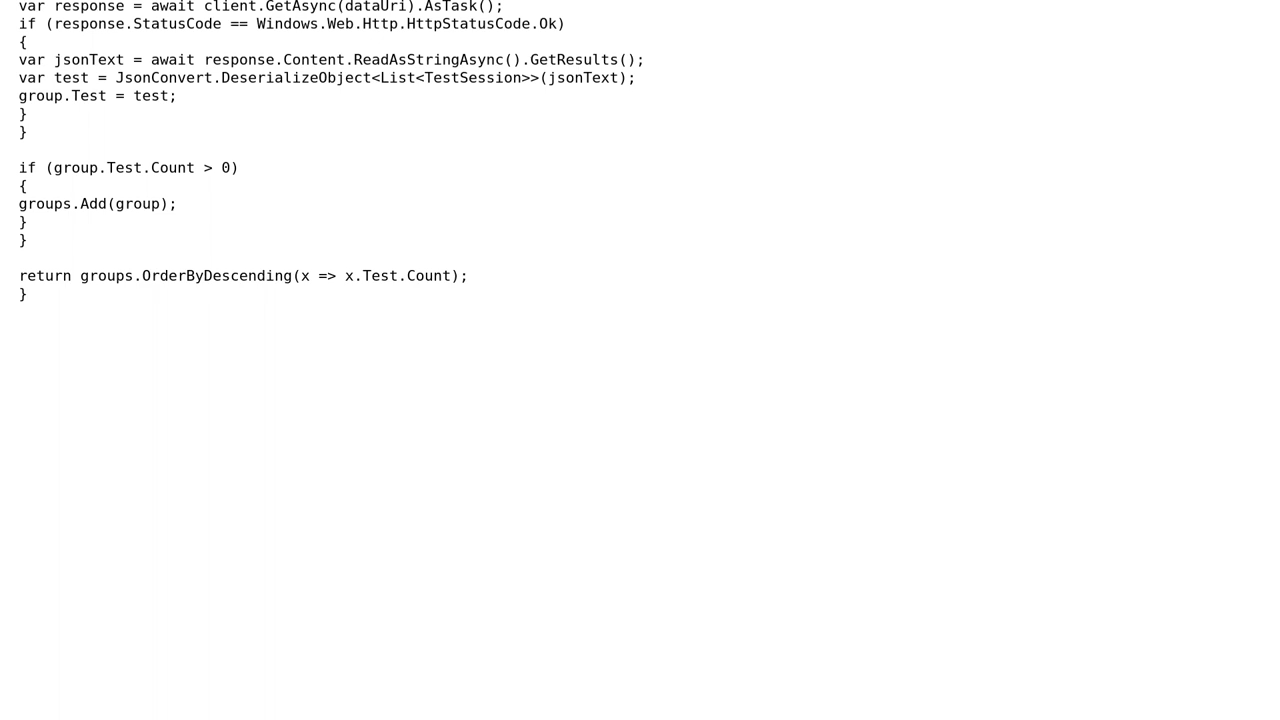 var response = await client.GetAsync(dataUri).AsTask();
if (response.StatusCode == Windows.Web.Http.HttpStatusCode.Ok)
{
var jsonText = await response.Content.ReadAsStringAsync().GetResults();
var test = JsonConvert.DeserializeObject<List<TestSession>>(jsonText);
group.Test = test;
}
}

if (group.Test.Count > 0)
{
groups.Add(group);
}
}

return groups.OrderByDescending(x => x.Test.Count);
}